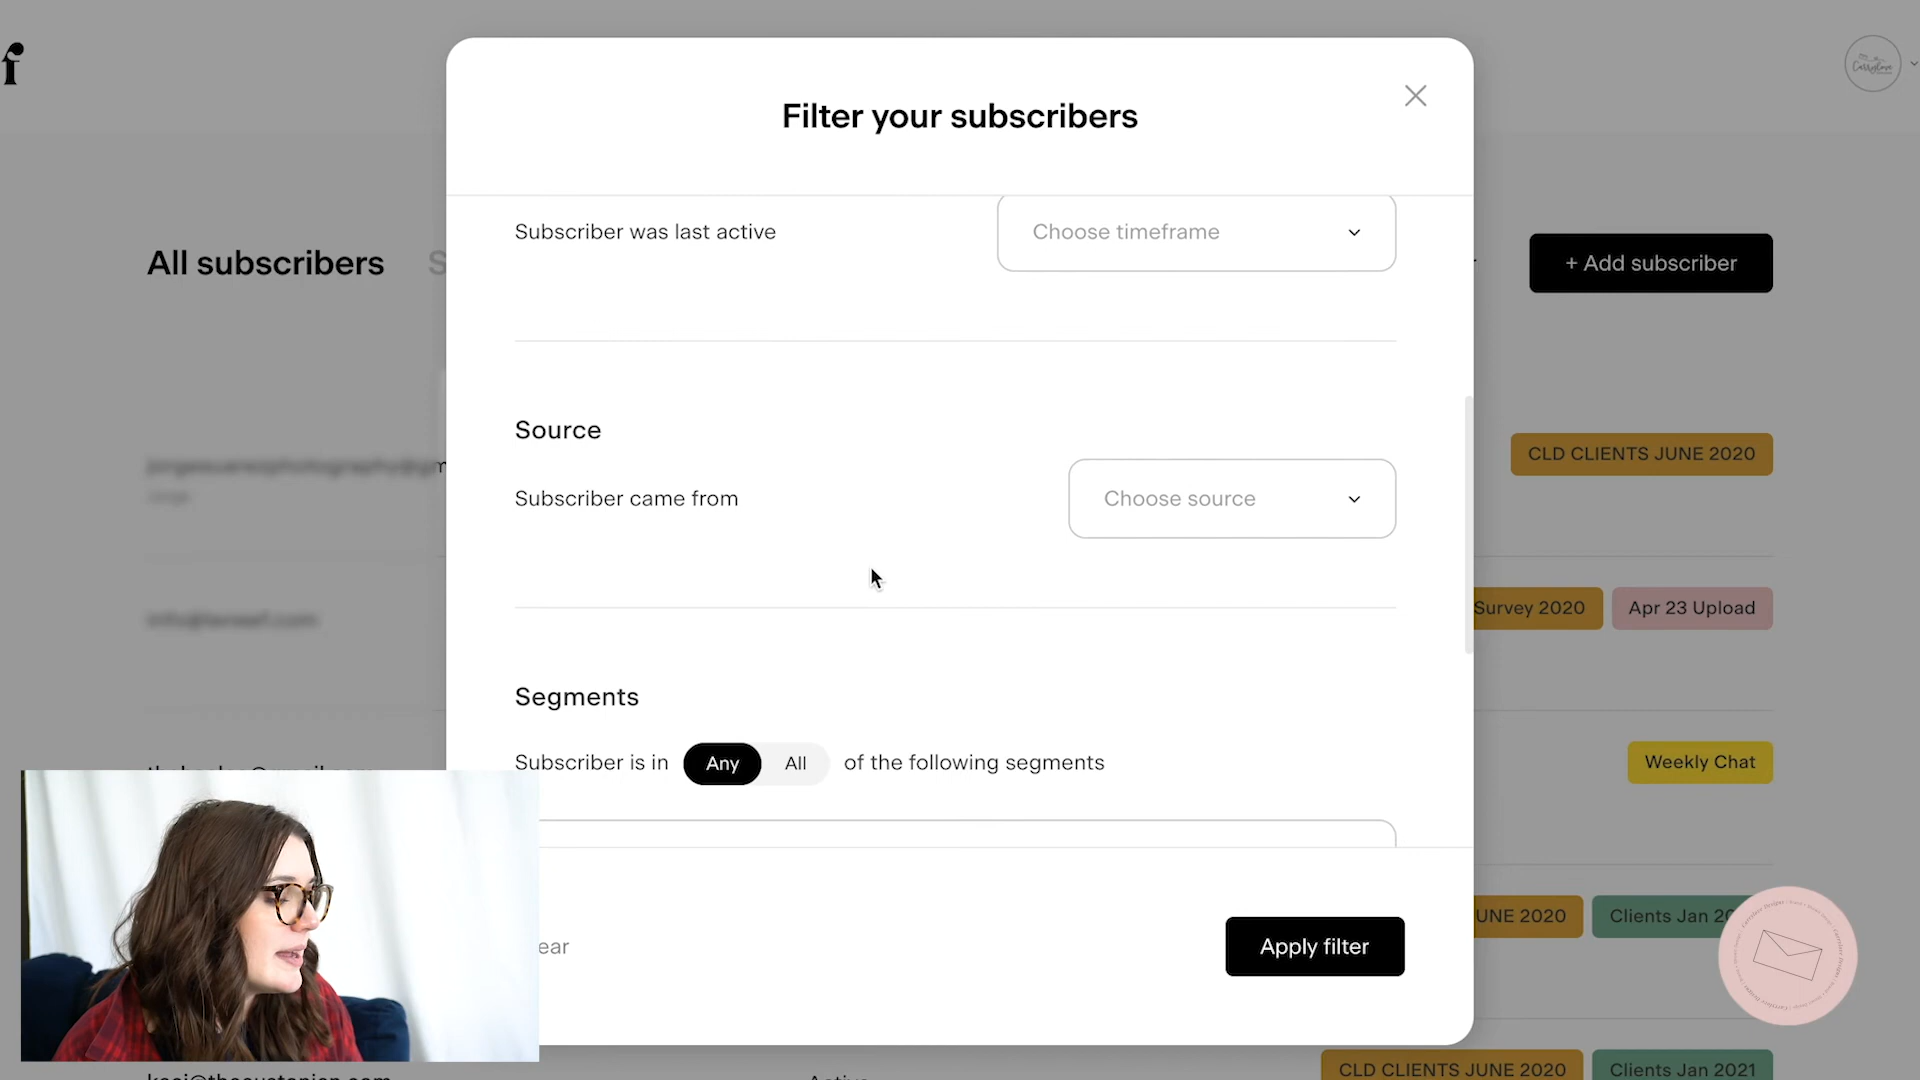 f
Filter your subscribers
Subscriber was last active
Choose timeframe
All subscribers
+ Add subscriber
Source
CLD CLIENTS JUNE 2020
Subscriber came from
Choose source
Survey 2020
Apr 23 Upload
Segments
Subscriber is in Any All of the following segments
Weekly Chat
UNE 2020
Clients Jan 20
ear
Apply filter
CLD CLIENTS JUNE 2020
Clients Jan 2021